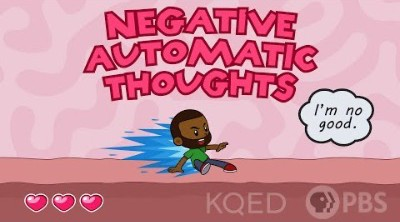 NEGATIVE
AUTOMATIC
THOUGHTS
I'm no
good.
KQED PBS